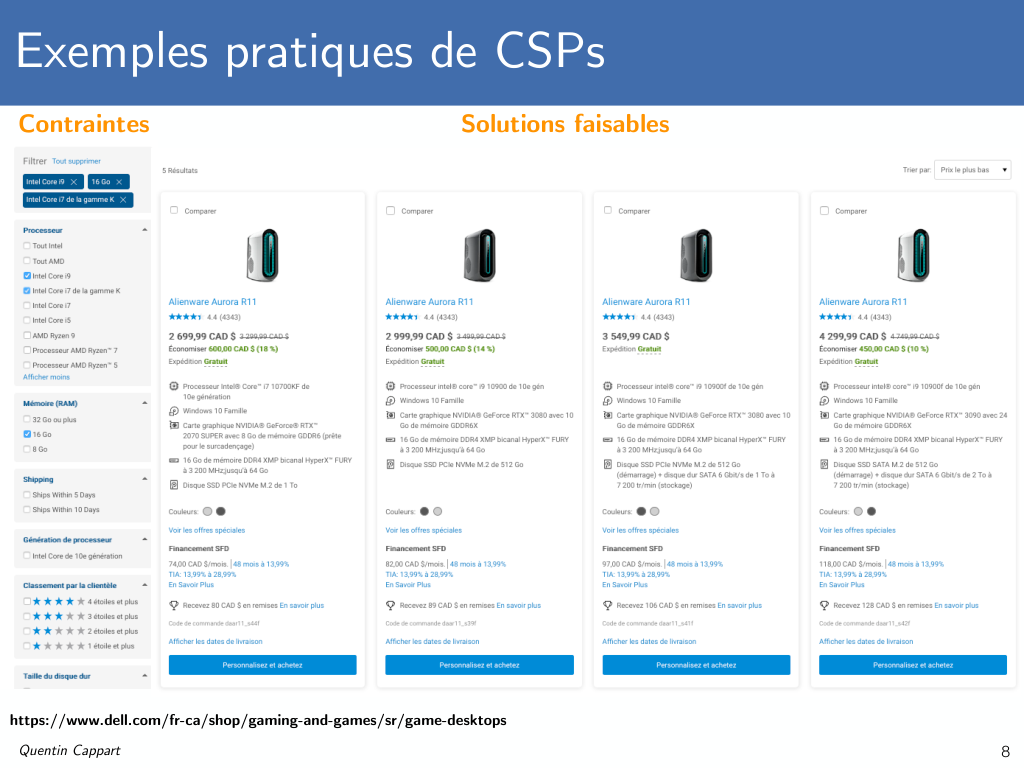 Exemples pratiques de CSPs
Contraintes
Solutions faisables
Filtrer Tout supprimer
Intel Core i9 ×
16 Go ×
Intel Core i7 de la gamme K ×
Processeur
Tout Intel
Tout AMD
Intel Core i9
Intel Core i7 de la gamme K
Intel Core i7
Intel Core i5
AMD Ryzen 9
Processeur AMD Ryzen™ 7
Processeur AMD Ryzen™ 5
Afficher moins
Mémoire (RAM)
32 Go ou plus
16 Go
8 Go
Shipping
Ships Within 5 Days
Ships Within 10 Days
Génération de processeur
Intel Core de 10e génération
Classement par la clientèle
4 étoiles et plus
3 étoiles et plus
2 étoiles et plus
1 étoile et plus
Taille du disque dur
5 Résultats
Trier par: Prix le plus bas
Comparer
Alienware Aurora R11
4.4 (4343)
2 699,99 CAD $ 3 299,99 CAD $
Économiser 600,00 CAD $ (18 %)
Expédition Gratuit
Processeur Intel® Core™ i7 10700KF de
10e génération
Windows 10 Famille
Carte graphique NVIDIA® GeForce RTX™
2070 SUPER avec 8 Go de mémoire GDDR6 (prête
pour le surcadençage)
16 Go de mémoire DDR4 XMP bicanal HyperX™ FURY
à 3 200 MHz;jusqu'à 64 Go
Disque SSD PCIe NVMe M.2 de 1 To
Couleurs:
Voir les offres spéciales
Financement SFD
74,00 CAD $/mois. | 48 mois à 13,99%
TIA: 13,99% à 28,99%
En Savoir Plus
Recevez 80 CAD $ en remises En savoir plus
Code de commande daar11_s44f
Afficher les dates de livraison
Personnalisez et achetez
Comparer
Alienware Aurora R11
4.4 (4343)
2 999,99 CAD $ 3 499,99 CAD $
Économiser 500,00 CAD $ (14 %)
Expédition Gratuit
Processeur intel® core™ i9 10900 de 10e gén
Windows 10 Famille
Carte graphique NVIDIA® GeForce RTX™ 3080 avec 10
Go de mémoire GDDR6X
16 Go de mémoire DDR4 XMP bicanal HyperX™ FURY
à 3 200 MHz;jusqu'à 64 Go
Disque SSD PCIe NVMe M.2 de 512 Go
Couleurs:
Voir les offres spéciales
Financement SFD
82,00 CAD $/mois. | 48 mois à 13,99%
TIA: 13,99% à 28,99%
En Savoir Plus
Recevez 89 CAD $ en remises En savoir plus
Code de commande daar11_s39f
Afficher les dates de livraison
Personnalisez et achetez
Comparer
Alienware Aurora R11
4.4 (4343)
3 549,99 CAD $
Expédition Gratuit
Processeur intel® core™ i9 10900f de 10e gén
Windows 10 Famille
Carte graphique NVIDIA® GeForce RTX™ 3080 avec 10
Go de mémoire GDDR6X
16 Go de mémoire DDR4 XMP bicanal HyperX™ FURY
à 3 200 MHz;jusqu'à 64 Go
Disque SSD PCIe NVMe M.2 de 512 Go
(démarrage) + disque dur SATA 6 Gbit/s de 1 To à
7 200 tr/min (stockage)
Couleurs:
Voir les offres spéciales
Financement SFD
97,00 CAD $/mois. | 48 mois à 13,99%
TIA: 13,99% à 28,99%
En Savoir Plus
Recevez 106 CAD $ en remises En savoir plus
Code de commande daar11_s41f
Afficher les dates de livraison
Personnalisez et achetez
Comparer
Alienware Aurora R11
4.4 (4343)
4 299,99 CAD $ 4 749,99 CAD $
Économiser 450,00 CAD $ (10 %)
Expédition Gratuit
Processeur intel® core™ i9 10900f de 10e gén
Windows 10 Famille
Carte graphique NVIDIA® GeForce RTX™ 3090 avec 24
Go de mémoire GDDR6X
16 Go de mémoire DDR4 XMP bicanal HyperX™ FURY
à 3 200 MHz;jusqu'à 64 Go
Disque SSD SATA M.2 de 512 Go
(démarrage) + disque dur SATA 6 Gbit/s de 2 To à
7 200 tr/min (stockage)
Couleurs:
Voir les offres spéciales
Financement SFD
118,00 CAD $/mois. | 48 mois à 13,99%
TIA: 13,99% à 28,99%
En Savoir Plus
Recevez 128 CAD $ en remises En savoir plus
Code de commande daar11_s42f
Afficher les dates de livraison
Personnalisez et achetez
https://www.dell.com/fr-ca/shop/gaming-and-games/sr/game-desktops
Quentin Cappart
8